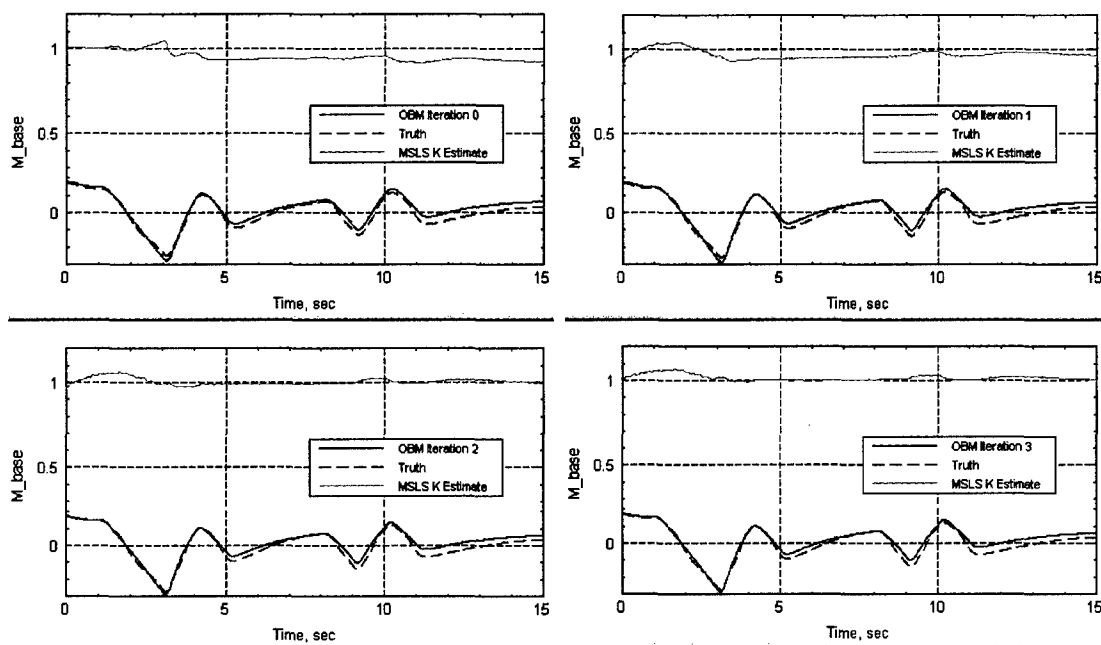 1
0.5
0
M_base
OBM Iteration 0
Truth
MSLS K Estimate
0 5 10 15
Time, sec
1
0.5
0
M_base
OBM Iteration 1
Truth
MSLS K Estimate
0 5 10 15
Time, sec
1
0.5
0
M_base
OBM Iteration 2
Truth
MSLS K Estimate
0 5 10 15
Time, sec
1
0.5
0
M_base
OBM Iteration 3
Truth
MSLS K Estimate
0 5 10 15
Time, sec